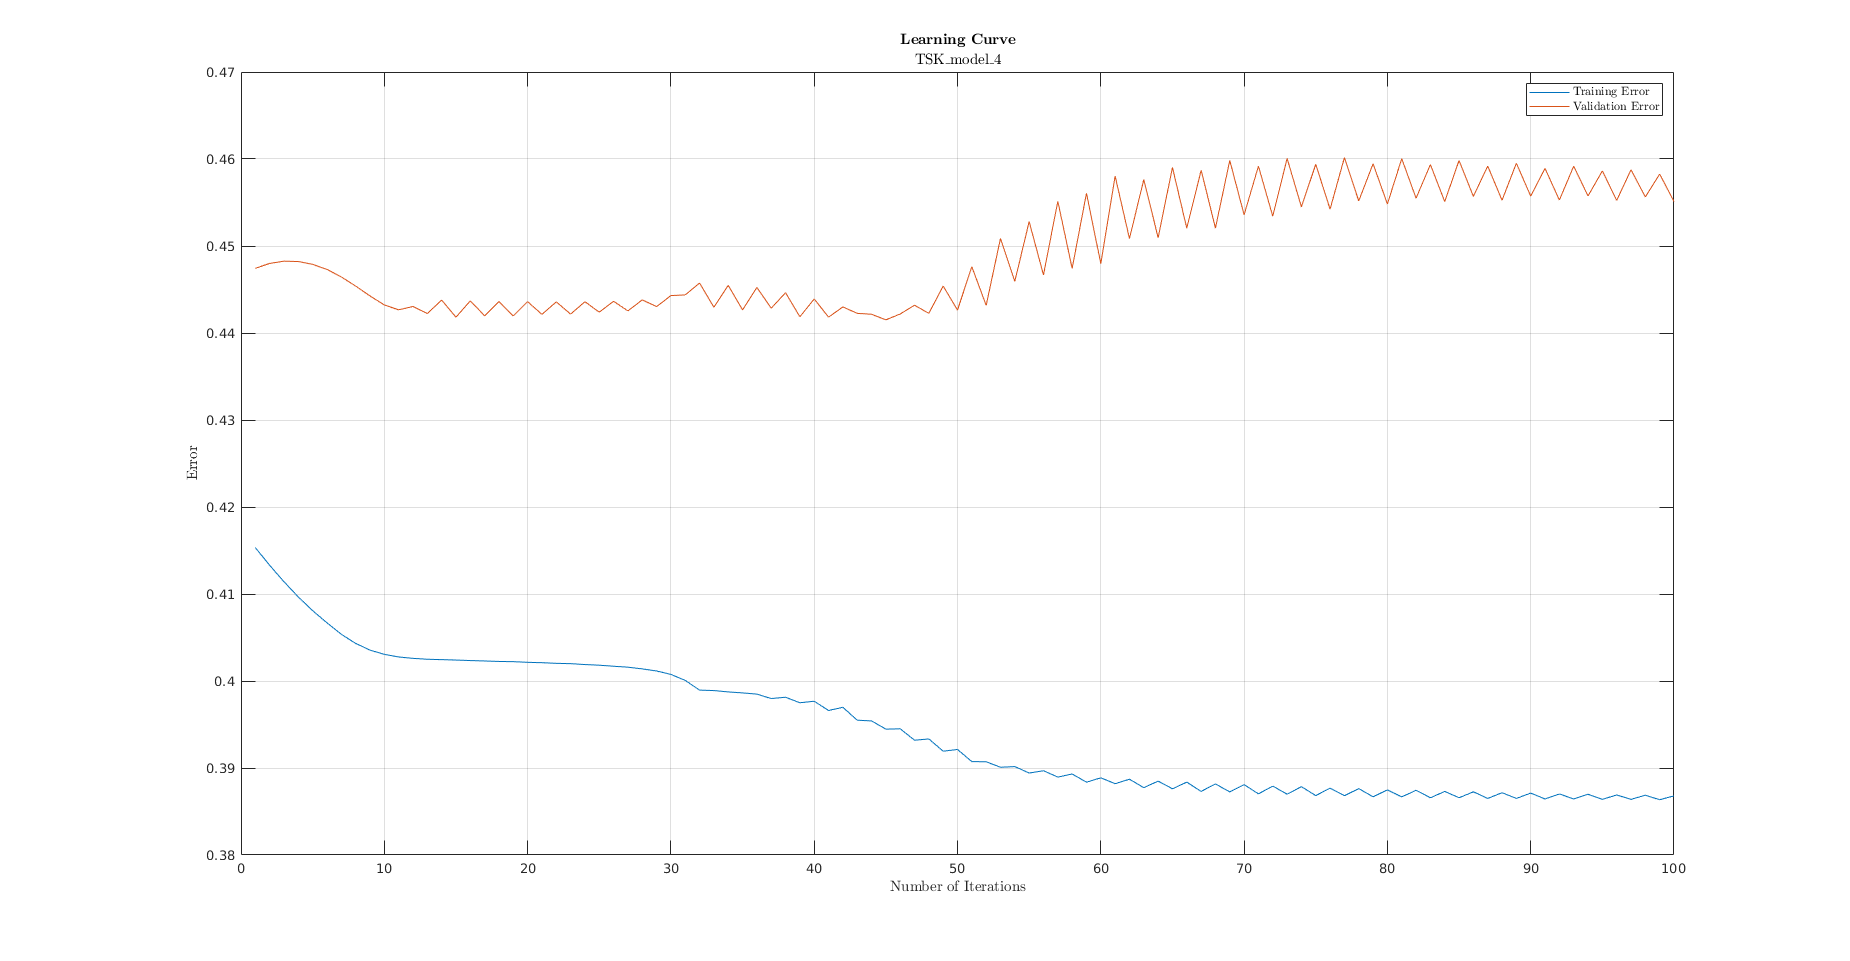 Learning Curve
TSK_model_4
Training Error
Validation Error
0.47
0.46
0.45
0.44
0.43
0.42
0.41
0.4
0.39
0.38
Error
0 10 20 30 40 50 60 70 80 90 100
Number of Iterations